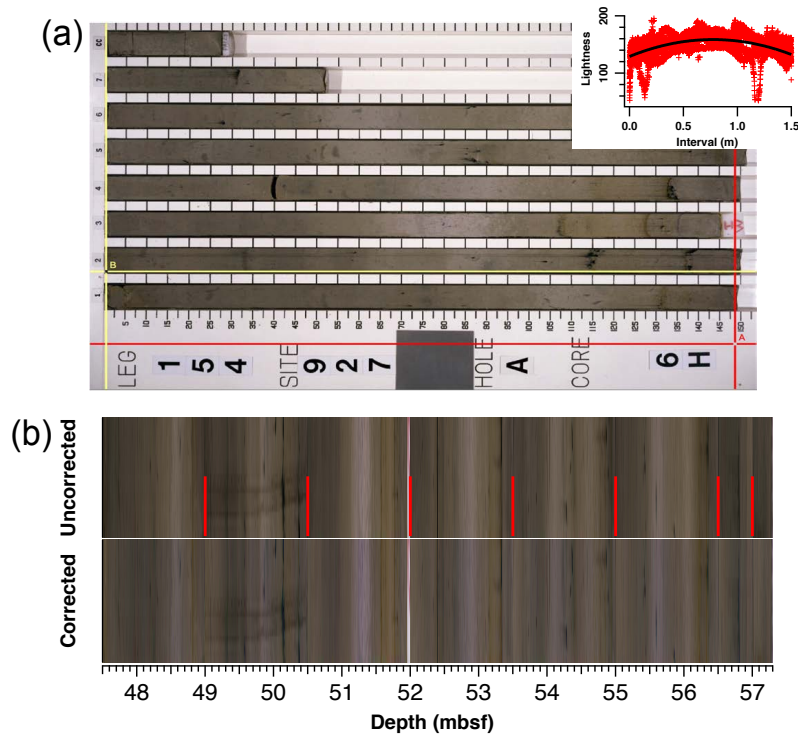 (a)
200
100
Lightness
0.0 0.5 1.0 1.5
Interval (m)
CC
7
6
5
4
3
2
1
B
A
5 10 15 20 25 30 35 40 45 50 55 60 65 70 75 80 85 90 95 100 105 110 115 120 125 130 135 140 145 150
LEG 1 5 4 SITE 9 2 7 HOLE A CORE 6 H
(b)
Uncorrected
Corrected
48 49 50 51 52 53 54 55 56 57
Depth (mbsf)